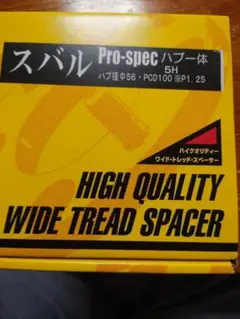 スバル Pro-spec ハブ一体
5H
ハブ径Φ56・PCD100 ※P1.25
ハイクオリティー
ワイド・トレッド・スペーサー
HIGH QUALITY
WIDE TREAD SPACER